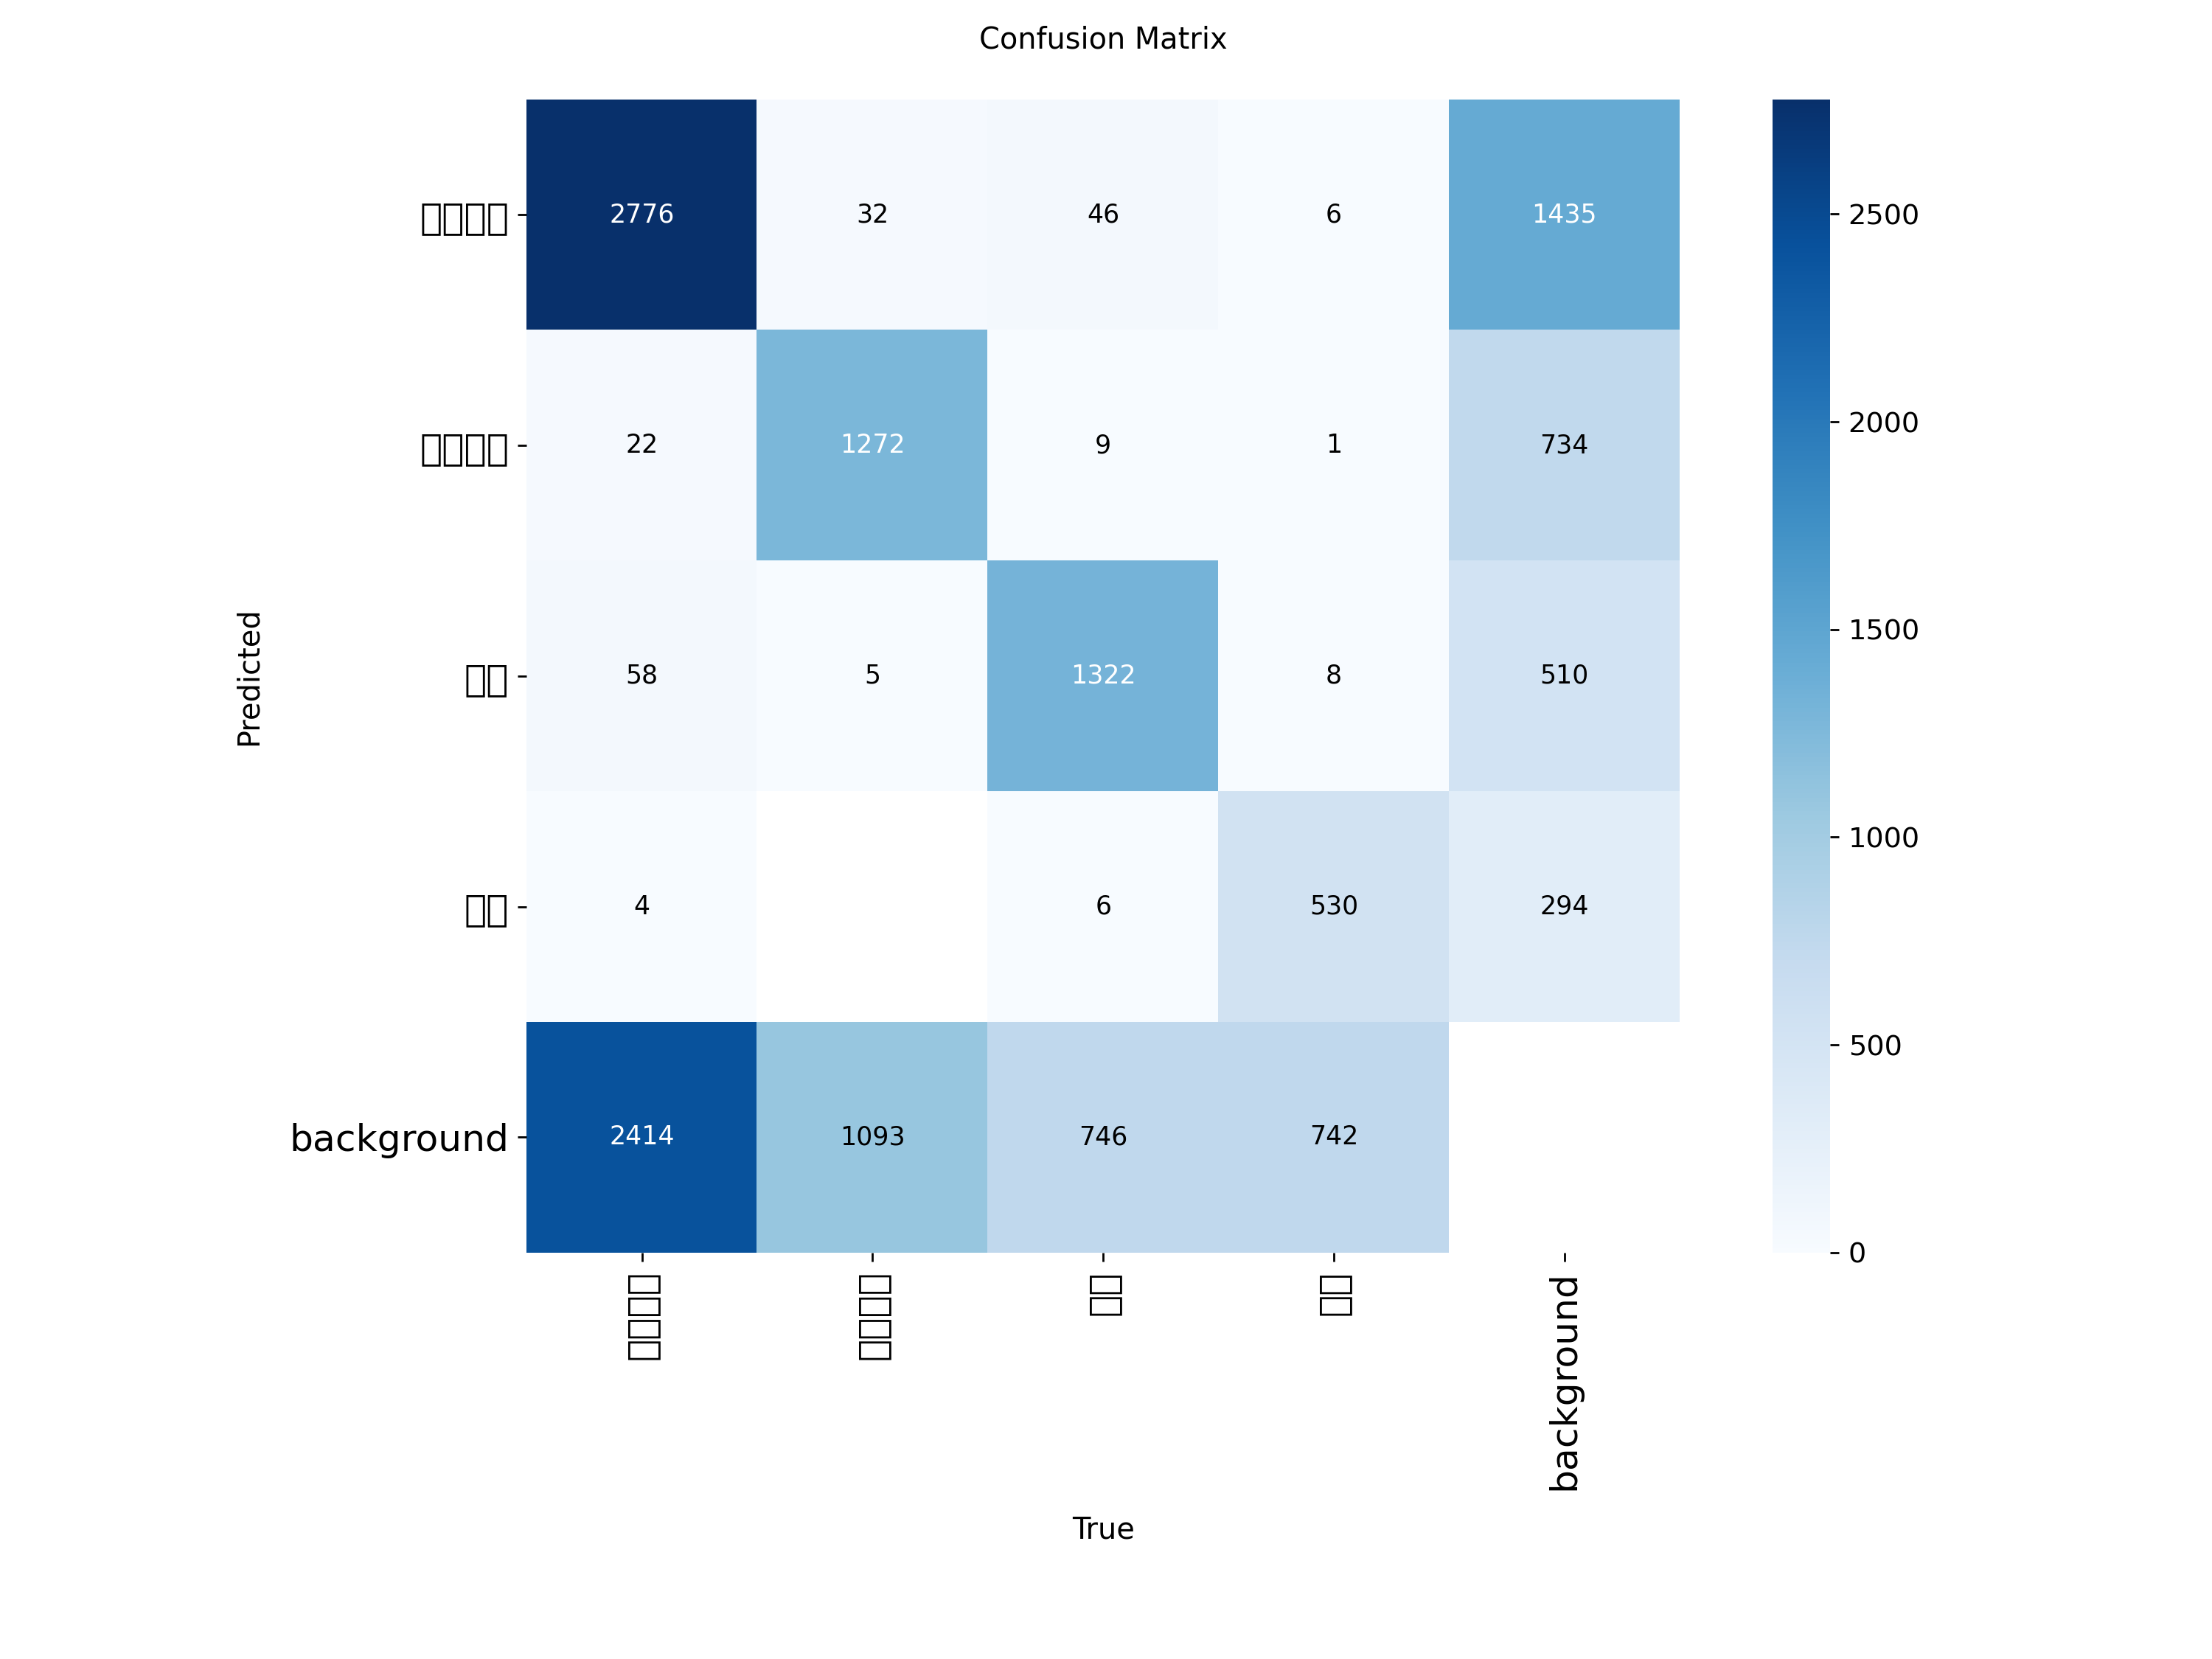 Confusion Matrix
2776 32 46 6 1435
22 1272 9 1 734
58 5 1322 8 510
4 6 530 294
background 2414 1093 746 742
Predicted
background
True
2500
2000
1500
1000
500
0